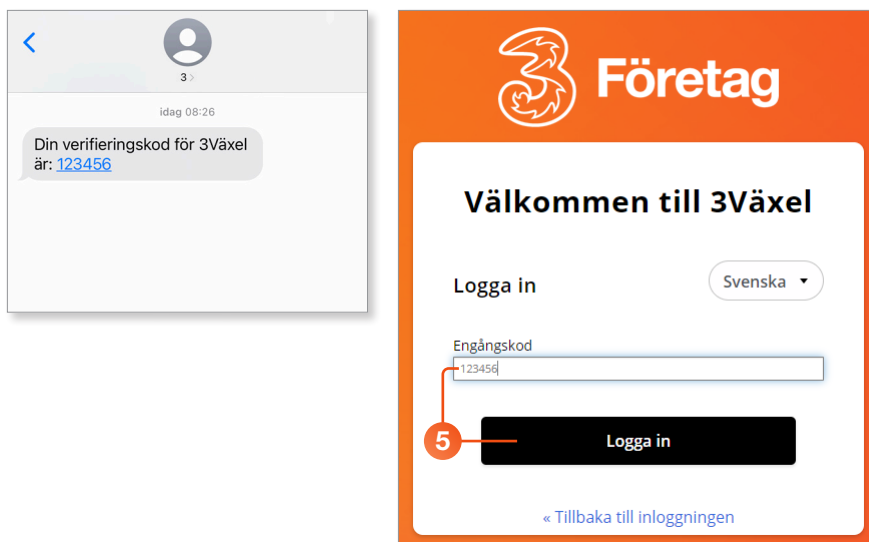 3
idag 08:26
Din verifieringskod för 3Växel
är: 123456
3 Företag
Välkommen till 3Växel
Logga in
Svenska
Engångskod
123456
5
Logga in
« Tillbaka till inloggningen